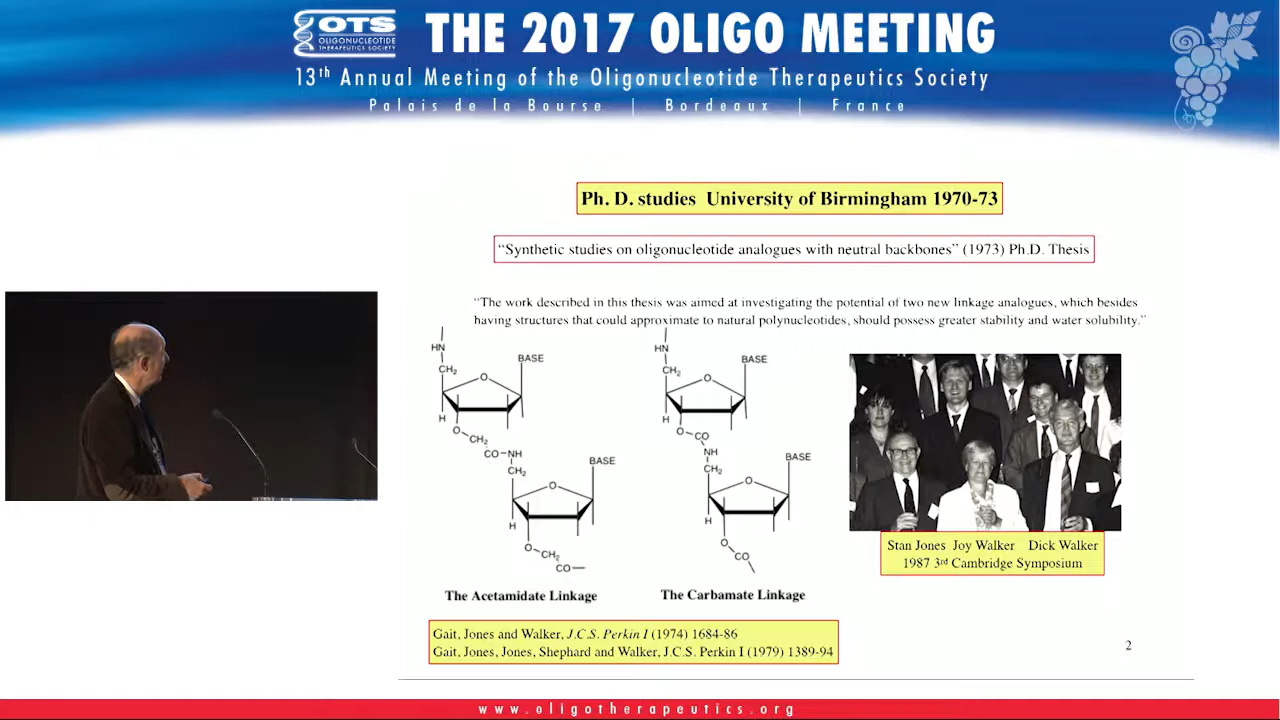 OTS
OLIGONUCLEOTIDE
THERAPEUTICS SOCIETY
THE 2017 OLIGO MEETING
13th Annual Meeting of the Oligonucleotide Therapeutics Society
Palais de la Bourse | Bordeaux | France
Ph. D. studies University of Birmingham 1970-73
“Synthetic studies on oligonucleotide analogues with neutral backbones” (1973) Ph.D. Thesis
“The work described in this thesis was aimed at investigating the potential of two new linkage analogues, which besides
having structures that could approximate to natural polynucleotides, should possess greater stability and water solubility.”
HN
CH2
BASE
O
H
O
CH2
CO-NH
CH2
BASE
O
H
O
CH2
CO
The Acetamidate Linkage
HN
CH2
BASE
O
H
O
CO
NH
CH2
BASE
O
H
O
CO
The Carbamate Linkage
Stan Jones Joy Walker Dick Walker
1987 3rd Cambridge Symposium
Gait, Jones and Walker, J.C.S. Perkin I (1974) 1684-86
Gait, Jones, Jones, Shephard and Walker, J.C.S. Perkin I (1979) 1389-94
2
www.oligotherapeutics.org